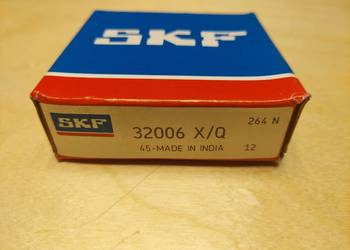 SKF
264 N
SKF 32006 X/Q
45-MADE IN INDIA 12